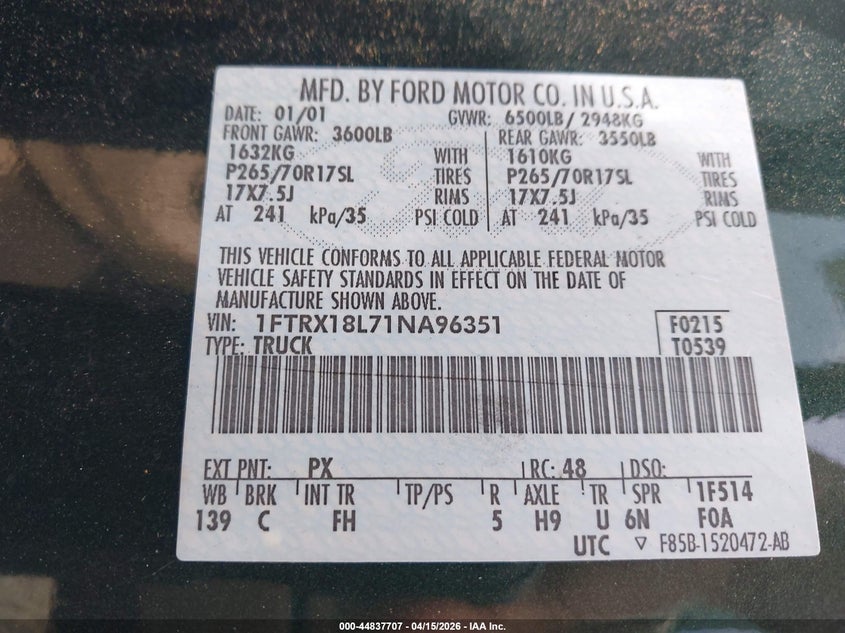 MFD. BY FORD MOTOR CO. IN U.S.A.
DATE: 01/01 GVWR: 6500LB/ 2948KG
FRONT GAWR: 3600LB REAR GAWR: 3550LB
1632KG WITH 1610KG WITH
P265/70R17SL TIRES P265/70R17SL TIRES
17X7.5J RIMS 17X7.5J RIMS
AT 241 kPa/35 PSI COLD AT 241 kPa/35 PSI COLD
THIS VEHICLE CONFORMS TO ALL APPLICABLE FEDERAL MOTOR
VEHICLE SAFETY STANDARDS IN EFFECT ON THE DATE OF
MANUFACTURE SHOWN ABOVE.
VIN: 1FTRX18L71NA96351 F0215
TYPE: TRUCK T0539
EXT PNT: PX RC: 48 DSO:
WB BRK INT TR TP/PS R AXLE TR SPR 1F514
139 C FH 5 H9 U 6N F0A
UTC ▽ F85B-1520472-AB
000-44837707 - 04/15/2026 - IAA Inc.